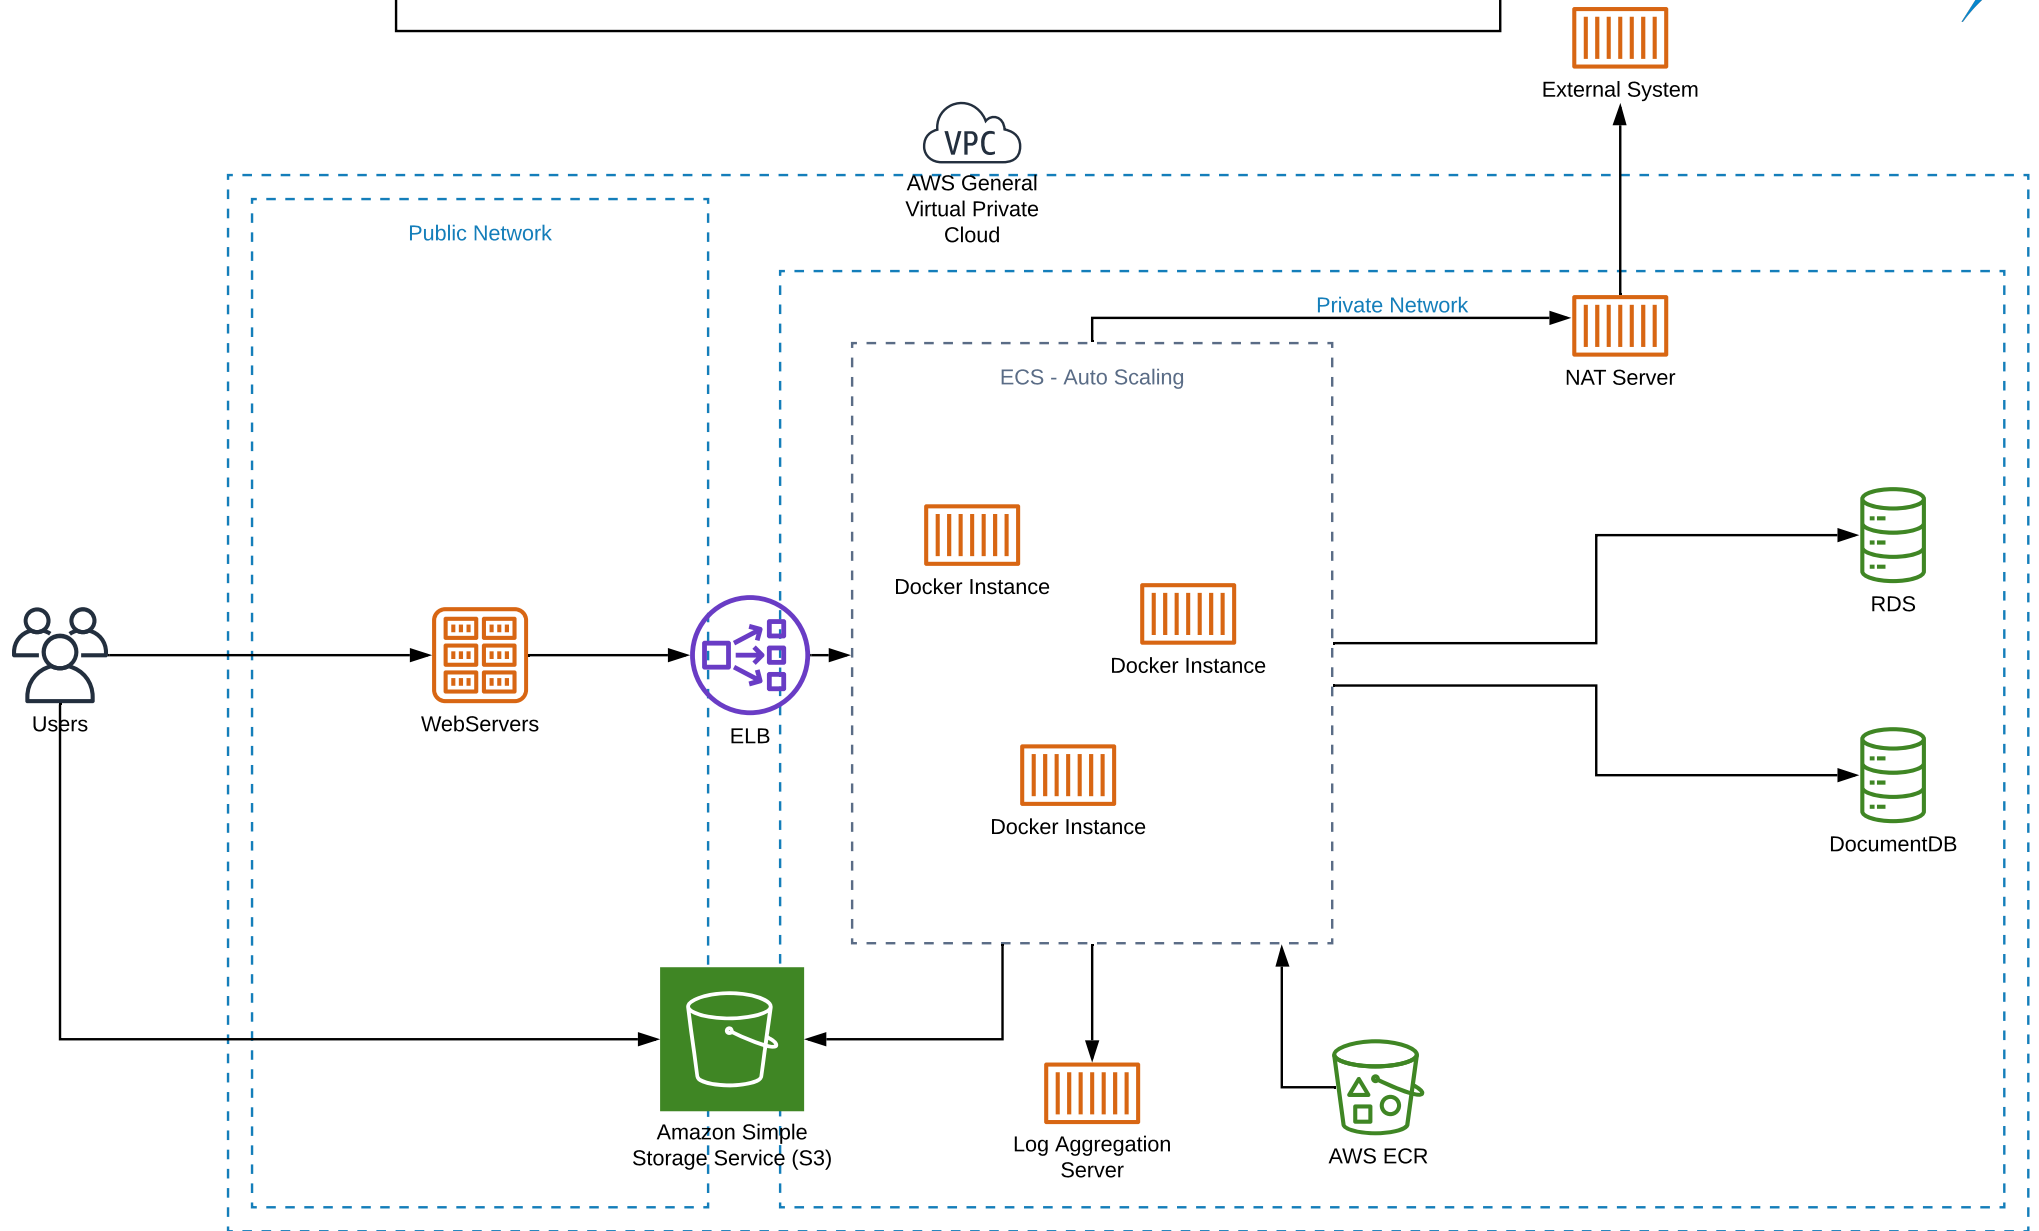 External System
VPC
AWS General
Virtual Private
Cloud
Public Network
Private Network
NAT Server
ECS - Auto Scaling
Docker Instance
Docker Instance
Docker Instance
RDS
Users
WebServers
ELB
DocumentDB
Amazon Simple
Storage Service (S3)
Log Aggregation
Server
AWS ECR